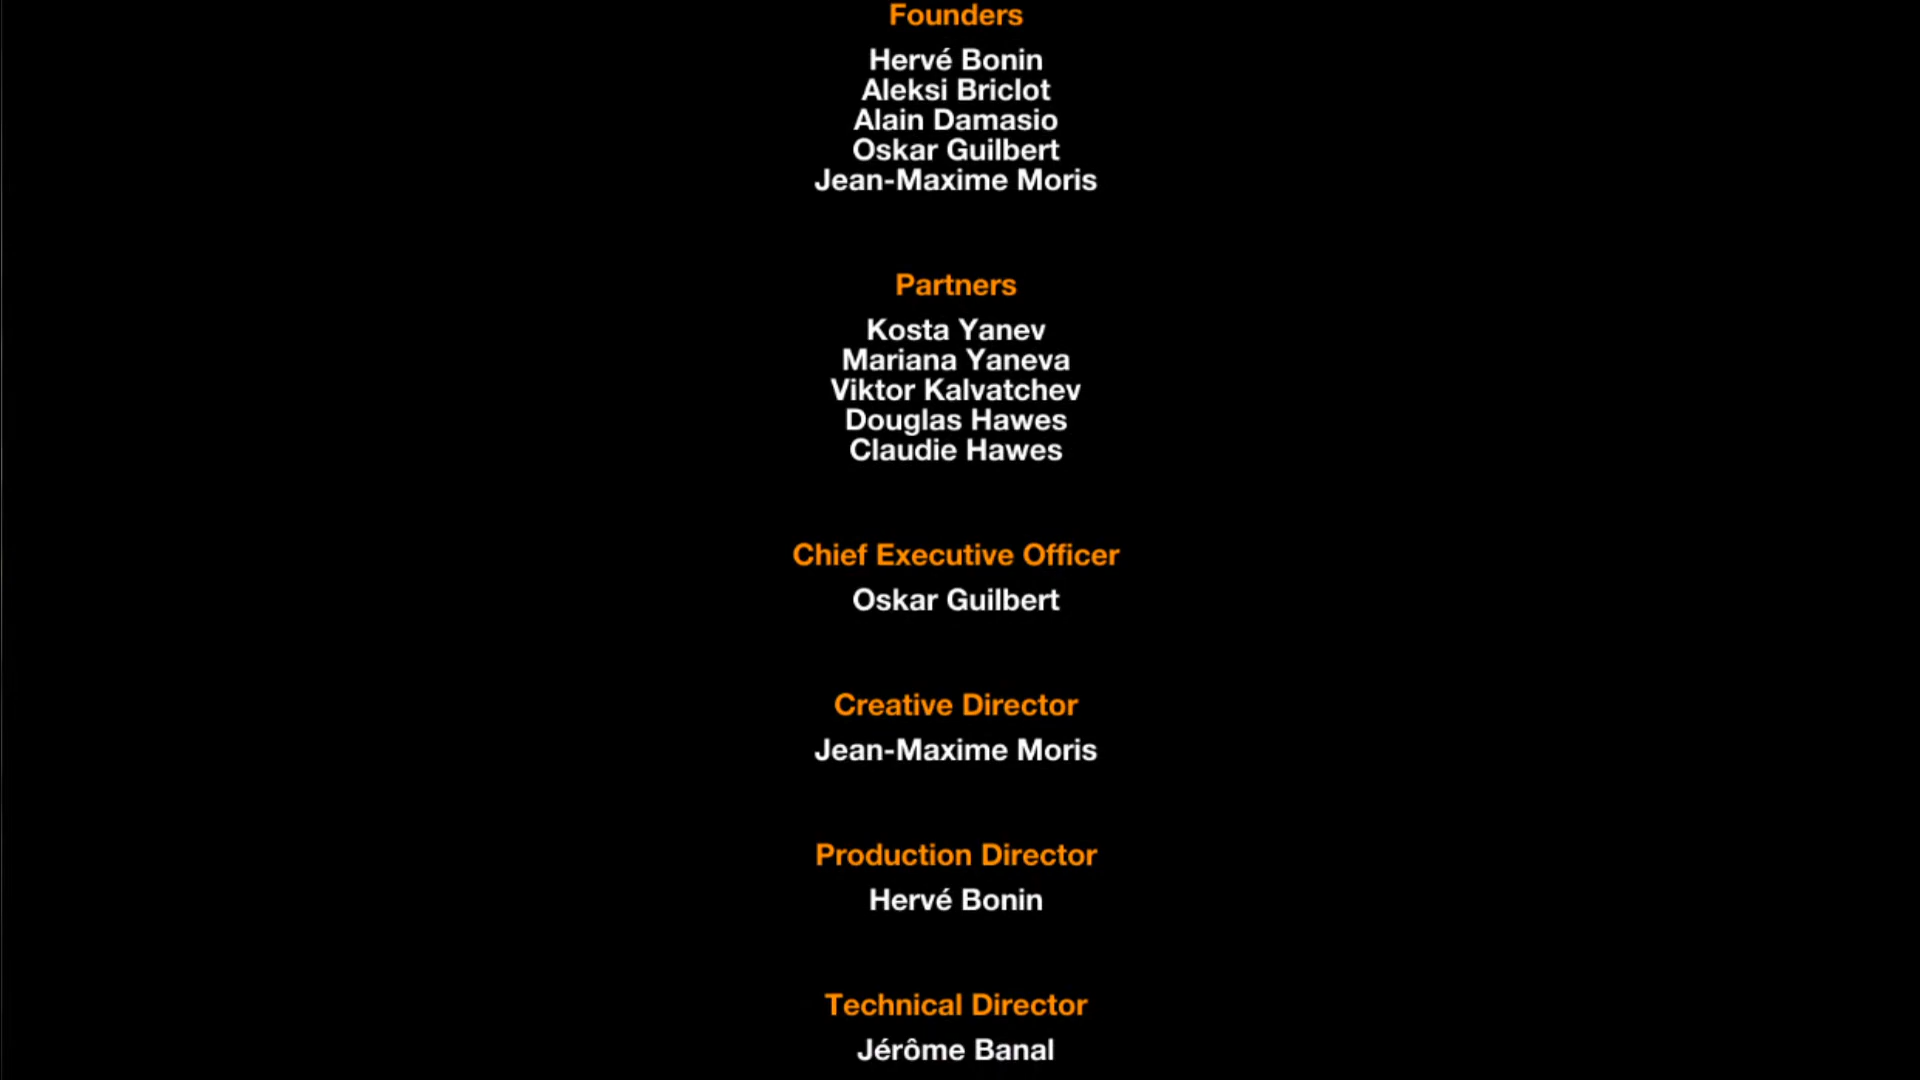 Founders
Hervé Bonin
Aleksi Briclot
Alain Damasio
Oskar Guilbert
Jean-Maxime Moris
Partners
Kosta Yanev
Mariana Yaneva
Viktor Kalvatchev
Douglas Hawes
Claudie Hawes
Chief Executive Officer
Oskar Guilbert
Creative Director
Jean-Maxime Moris
Production Director
Hervé Bonin
Technical Director
Jérôme Banal